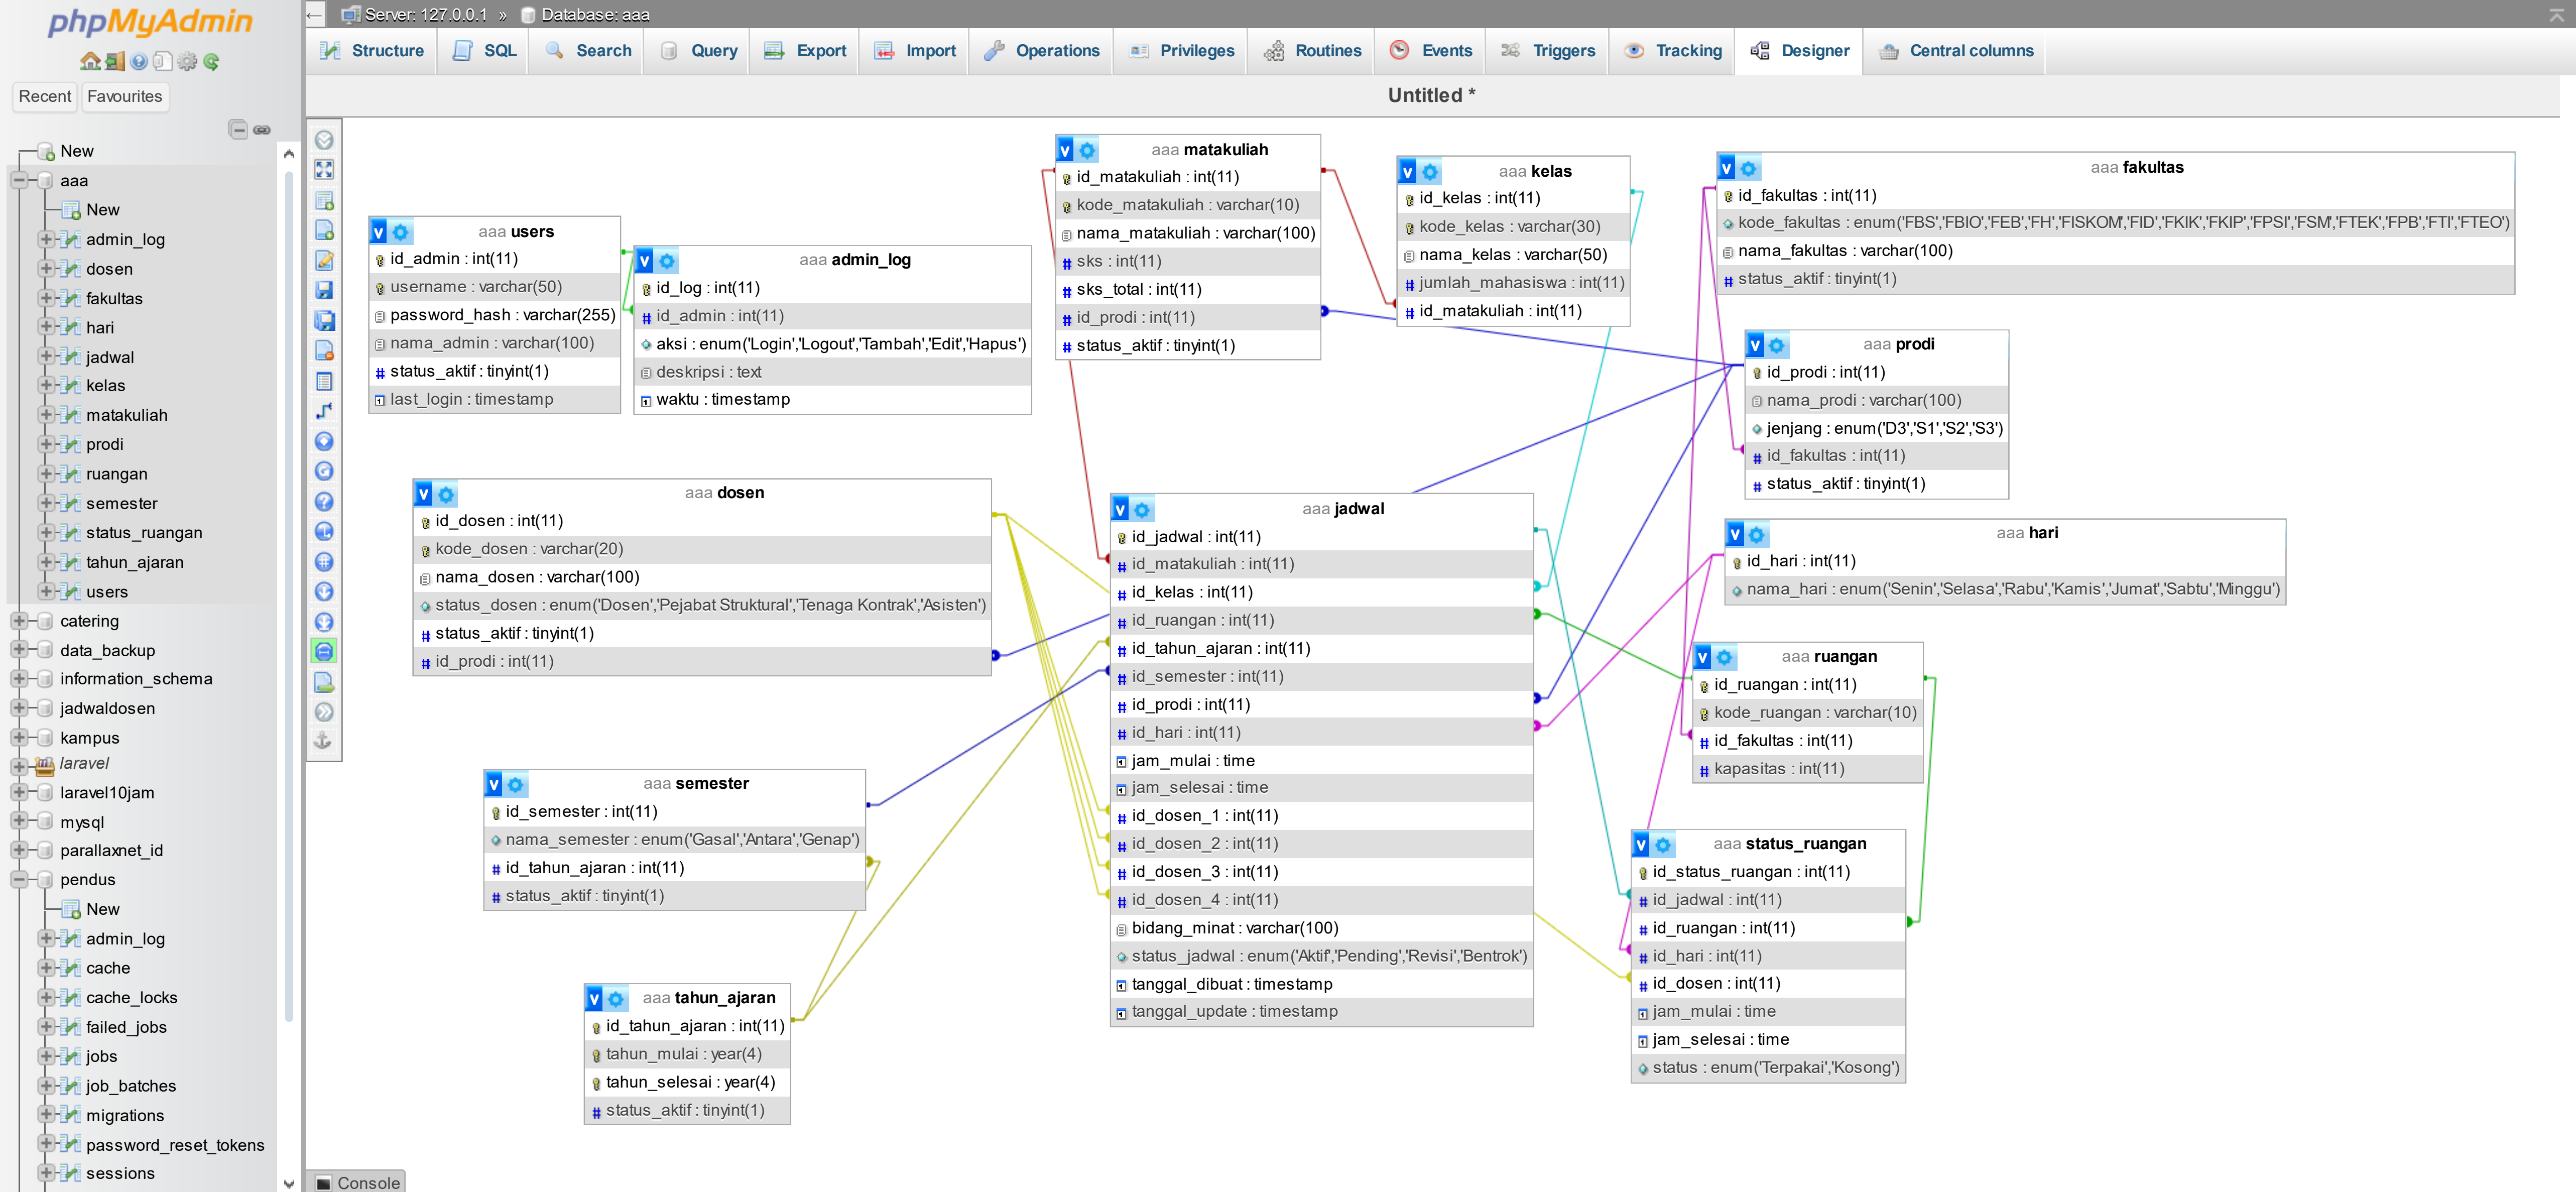 phpMyAdmin
Recent Favourites
New
aaa
New
admin_log
dosen
fakultas
hari
jadwal
kelas
matakuliah
prodi
ruangan
semester
status_ruangan
tahun_ajaran
users
catering
data_backup
information_schema
jadwaldosen
kampus
laravel
laravel10jam
mysql
parallaxnet_id
pendus
New
admin_log
cache
cache_locks
failed_jobs
jobs
job_batches
migrations
password_reset_tokens
sessions
Server: 127.0.0.1 » Database: aaa
Structure SQL Search Query Export Import Operations Privileges Routines Events Triggers Tracking Designer Central columns
Untitled *
v aaa users
id_admin : int(11)
username : varchar(50)
password_hash : varchar(255)
nama_admin : varchar(100)
status_aktif : tinyint(1)
last_login : timestamp
v aaa admin_log
id_log : int(11)
id_admin : int(11)
aksi : enum('Login','Logout','Tambah','Edit','Hapus')
deskripsi : text
waktu : timestamp
v aaa matakuliah
id_matakuliah : int(11)
kode_matakuliah : varchar(10)
nama_matakuliah : varchar(100)
sks : int(11)
sks_total : int(11)
id_prodi : int(11)
status_aktif : tinyint(1)
v aaa kelas
id_kelas : int(11)
kode_kelas : varchar(30)
nama_kelas : varchar(50)
jumlah_mahasiswa : int(11)
id_matakuliah : int(11)
v aaa fakultas
id_fakultas : int(11)
kode_fakultas : enum('FBS','FBIO','FEB','FH','FISKOM','FID','FKIK','FKIP','FPSI','FSM','FTEK','FPB','FTI','FTEO')
nama_fakultas : varchar(100)
status_aktif : tinyint(1)
v aaa prodi
id_prodi : int(11)
nama_prodi : varchar(100)
jenjang : enum('D3','S1','S2','S3')
id_fakultas : int(11)
status_aktif : tinyint(1)
v aaa dosen
id_dosen : int(11)
kode_dosen : varchar(20)
nama_dosen : varchar(100)
status_dosen : enum('Dosen','Pejabat Struktural','Tenaga Kontrak','Asisten')
status_aktif : tinyint(1)
id_prodi : int(11)
v aaa jadwal
id_jadwal : int(11)
id_matakuliah : int(11)
id_kelas : int(11)
id_ruangan : int(11)
id_tahun_ajaran : int(11)
id_semester : int(11)
id_prodi : int(11)
id_hari : int(11)
jam_mulai : time
jam_selesai : time
id_dosen_1 : int(11)
id_dosen_2 : int(11)
id_dosen_3 : int(11)
id_dosen_4 : int(11)
bidang_minat : varchar(100)
status_jadwal : enum('Aktif','Pending','Revisi','Bentrok')
tanggal_dibuat : timestamp
tanggal_update : timestamp
v aaa hari
id_hari : int(11)
nama_hari : enum('Senin','Selasa','Rabu','Kamis','Jumat','Sabtu','Minggu')
v aaa ruangan
id_ruangan : int(11)
kode_ruangan : varchar(10)
id_fakultas : int(11)
kapasitas : int(11)
v aaa semester
id_semester : int(11)
nama_semester : enum('Gasal','Antara','Genap')
id_tahun_ajaran : int(11)
status_aktif : tinyint(1)
v aaa status_ruangan
id_status_ruangan : int(11)
id_jadwal : int(11)
id_ruangan : int(11)
id_hari : int(11)
id_dosen : int(11)
jam_mulai : time
jam_selesai : time
status : enum('Terpakai','Kosong')
v aaa tahun_ajaran
id_tahun_ajaran : int(11)
tahun_mulai : year(4)
tahun_selesai : year(4)
status_aktif : tinyint(1)
Console